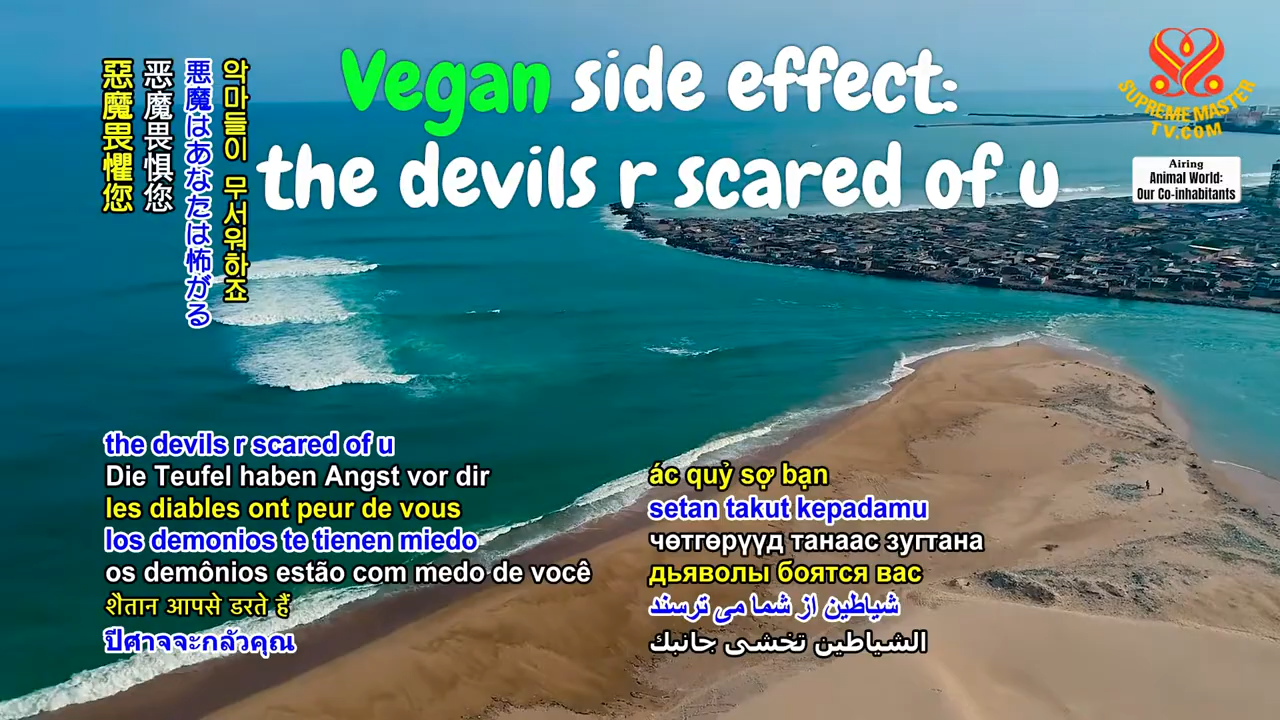 Vegan side effect:
the devils r scared of u
SUPREME MASTER
TV.COM
Airing
Animal World:
Our Co-inhabitants
惡魔畏懼您
恶魔畏惧您
悪魔はあなたは怖がる
악마들이 무서워하죠
the devils r scared of u
Die Teufel haben Angst vor dir
les diables ont peur de vous
los demonios te tienen miedo
os demônios estão com medo de você
शैतान आपसे डरते हैं
ปีศาจจะกลัวคุณ
ác quỷ sợ bạn
setan takut kepadamu
чөтгөрүүд танаас зугтана
дьяволы боятся вас
شیاطین از شما می ترسند
الشياطين تخشى جانبك